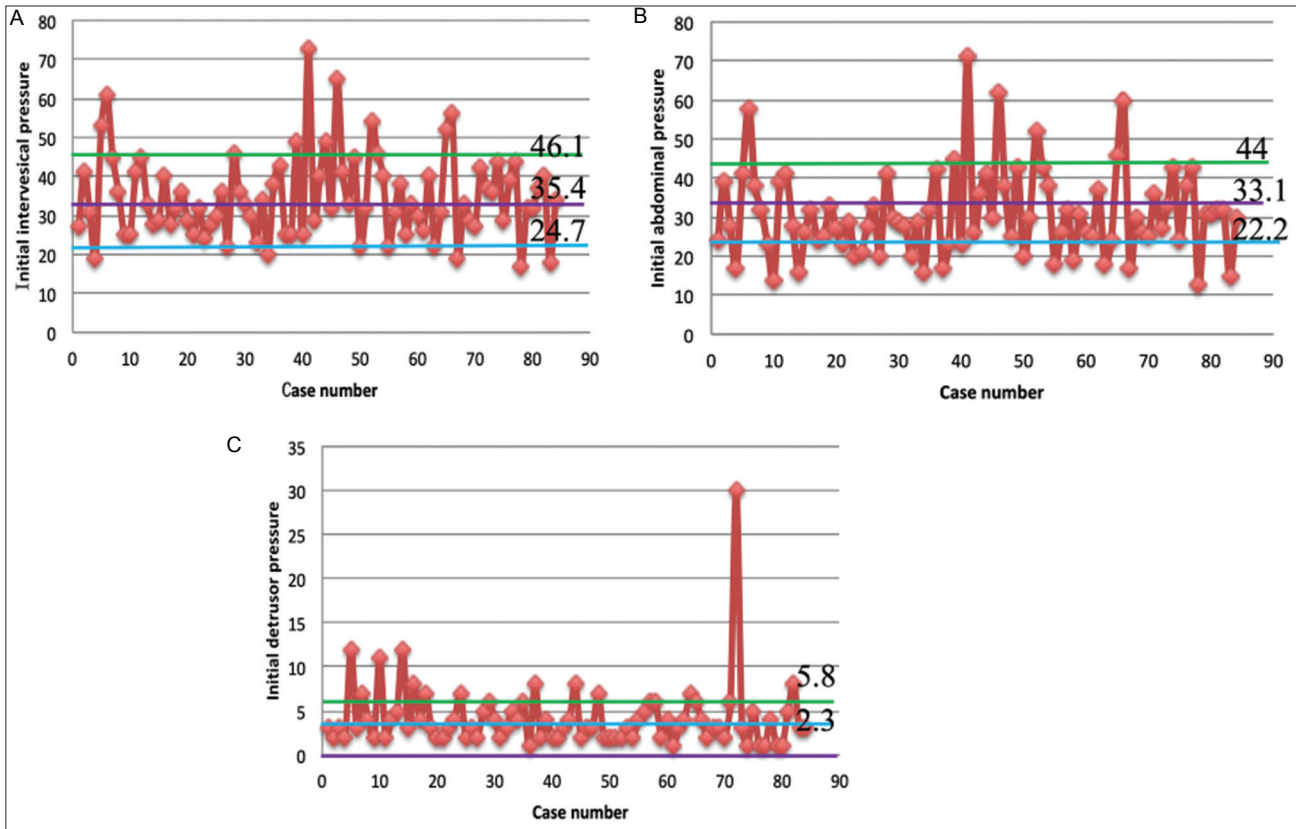 A
Initial intervesical pressure
80
70
60
50
40
30
20
10
0
46.1
35.4
24.7
0 10 20 30 40 50 60 70 80 90
Case number
B
Initial abdominal pressure
80
70
60
50
40
30
20
10
0
44
33.1
22.2
0 10 20 30 40 50 60 70 80 90
Case number
C
Initial detrusor pressure
35
30
25
20
15
10
5
0
5.8
2.3
0 10 20 30 40 50 60 70 80 90
Case number